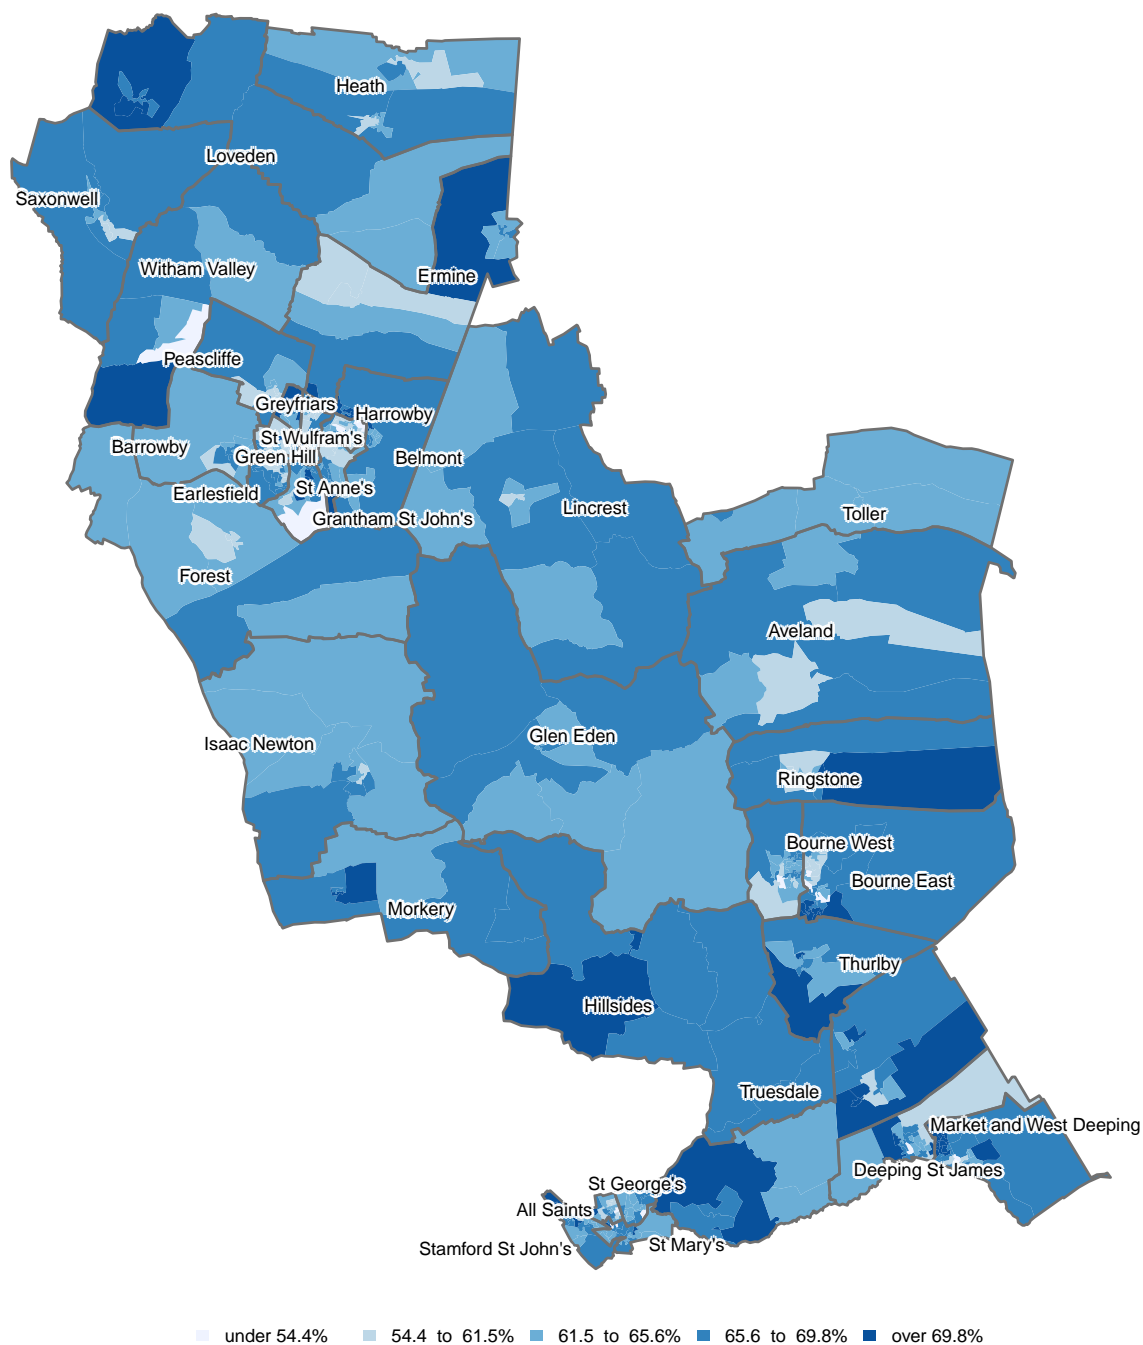 Heath
Loveden
Saxonwell
Witham Valley
Ermine
Peascliffe
Greyfriars
Harrowby
St Wulfram's
Barrowby
Green Hill
Belmont
St Anne's
Earlesfield
Lincrest
Toller
Grantham St John's
Forest
Aveland
Glen Eden
Isaac Newton
Ringstone
Bourne West
Bourne East
Morkery
Thurlby
Hillsides
Truesdale
Market and West Deeping
Deeping St James
St George's
All Saints
Stamford St John's
St Mary's
under 54.4% 54.4 to 61.5% 61.5 to 65.6% 65.6 to 69.8% over 69.8%